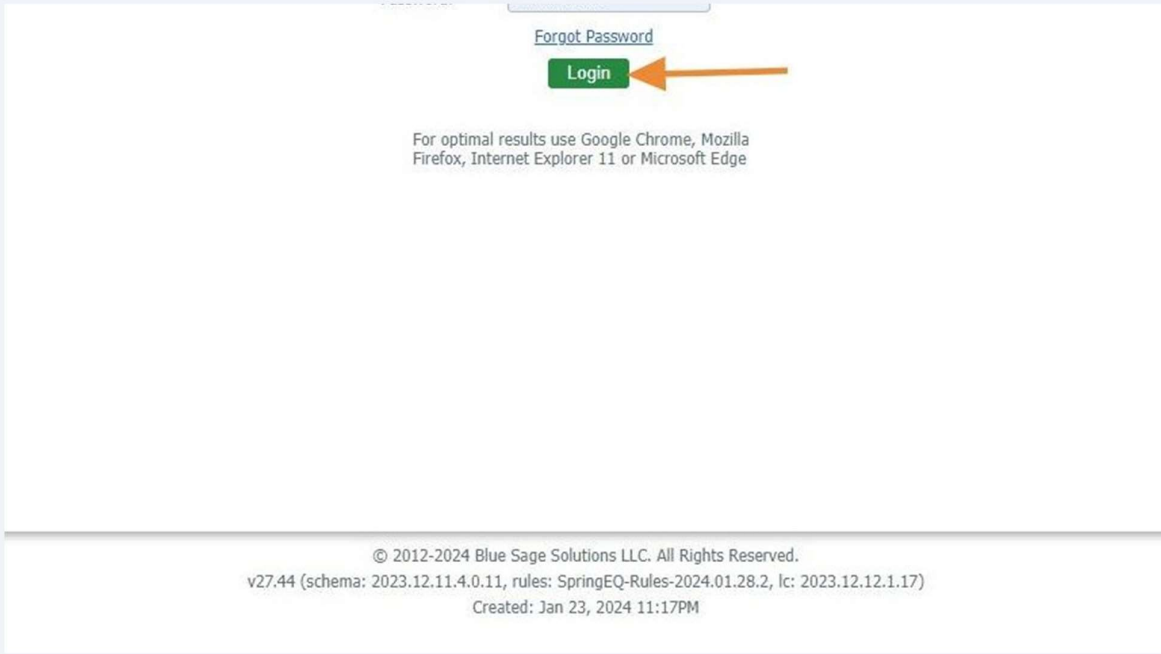 Forgot Password
Login
For optimal results use Google Chrome, Mozilla
Firefox, Internet Explorer 11 or Microsoft Edge
© 2012-2024 Blue Sage Solutions LLC. All Rights Reserved.
v27.44 (schema: 2023.12.11.4.0.11, rules: SpringEQ-Rules-2024.01.28.2, lc: 2023.12.12.1.17)
Created: Jan 23, 2024 11:17PM